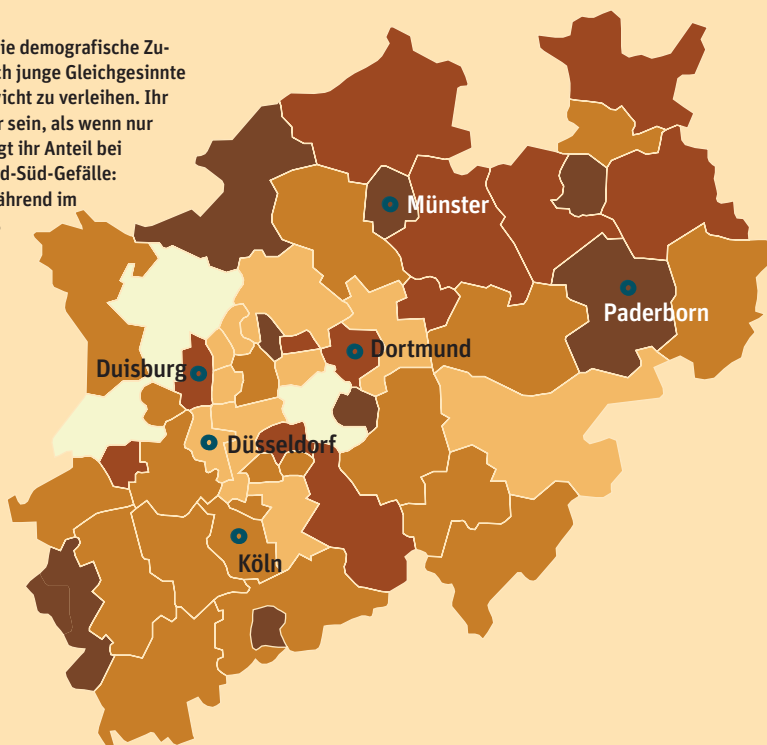 ie demografische Zu-
ch junge Gleichgesinnte
icht zu verleihen. Ihr
r sein, als wenn nur
gt ihr Anteil bei
d-Süd-Gefälle:
ährend im
Münster
Paderborn
Dortmund
Duisburg
Düsseldorf
Köln